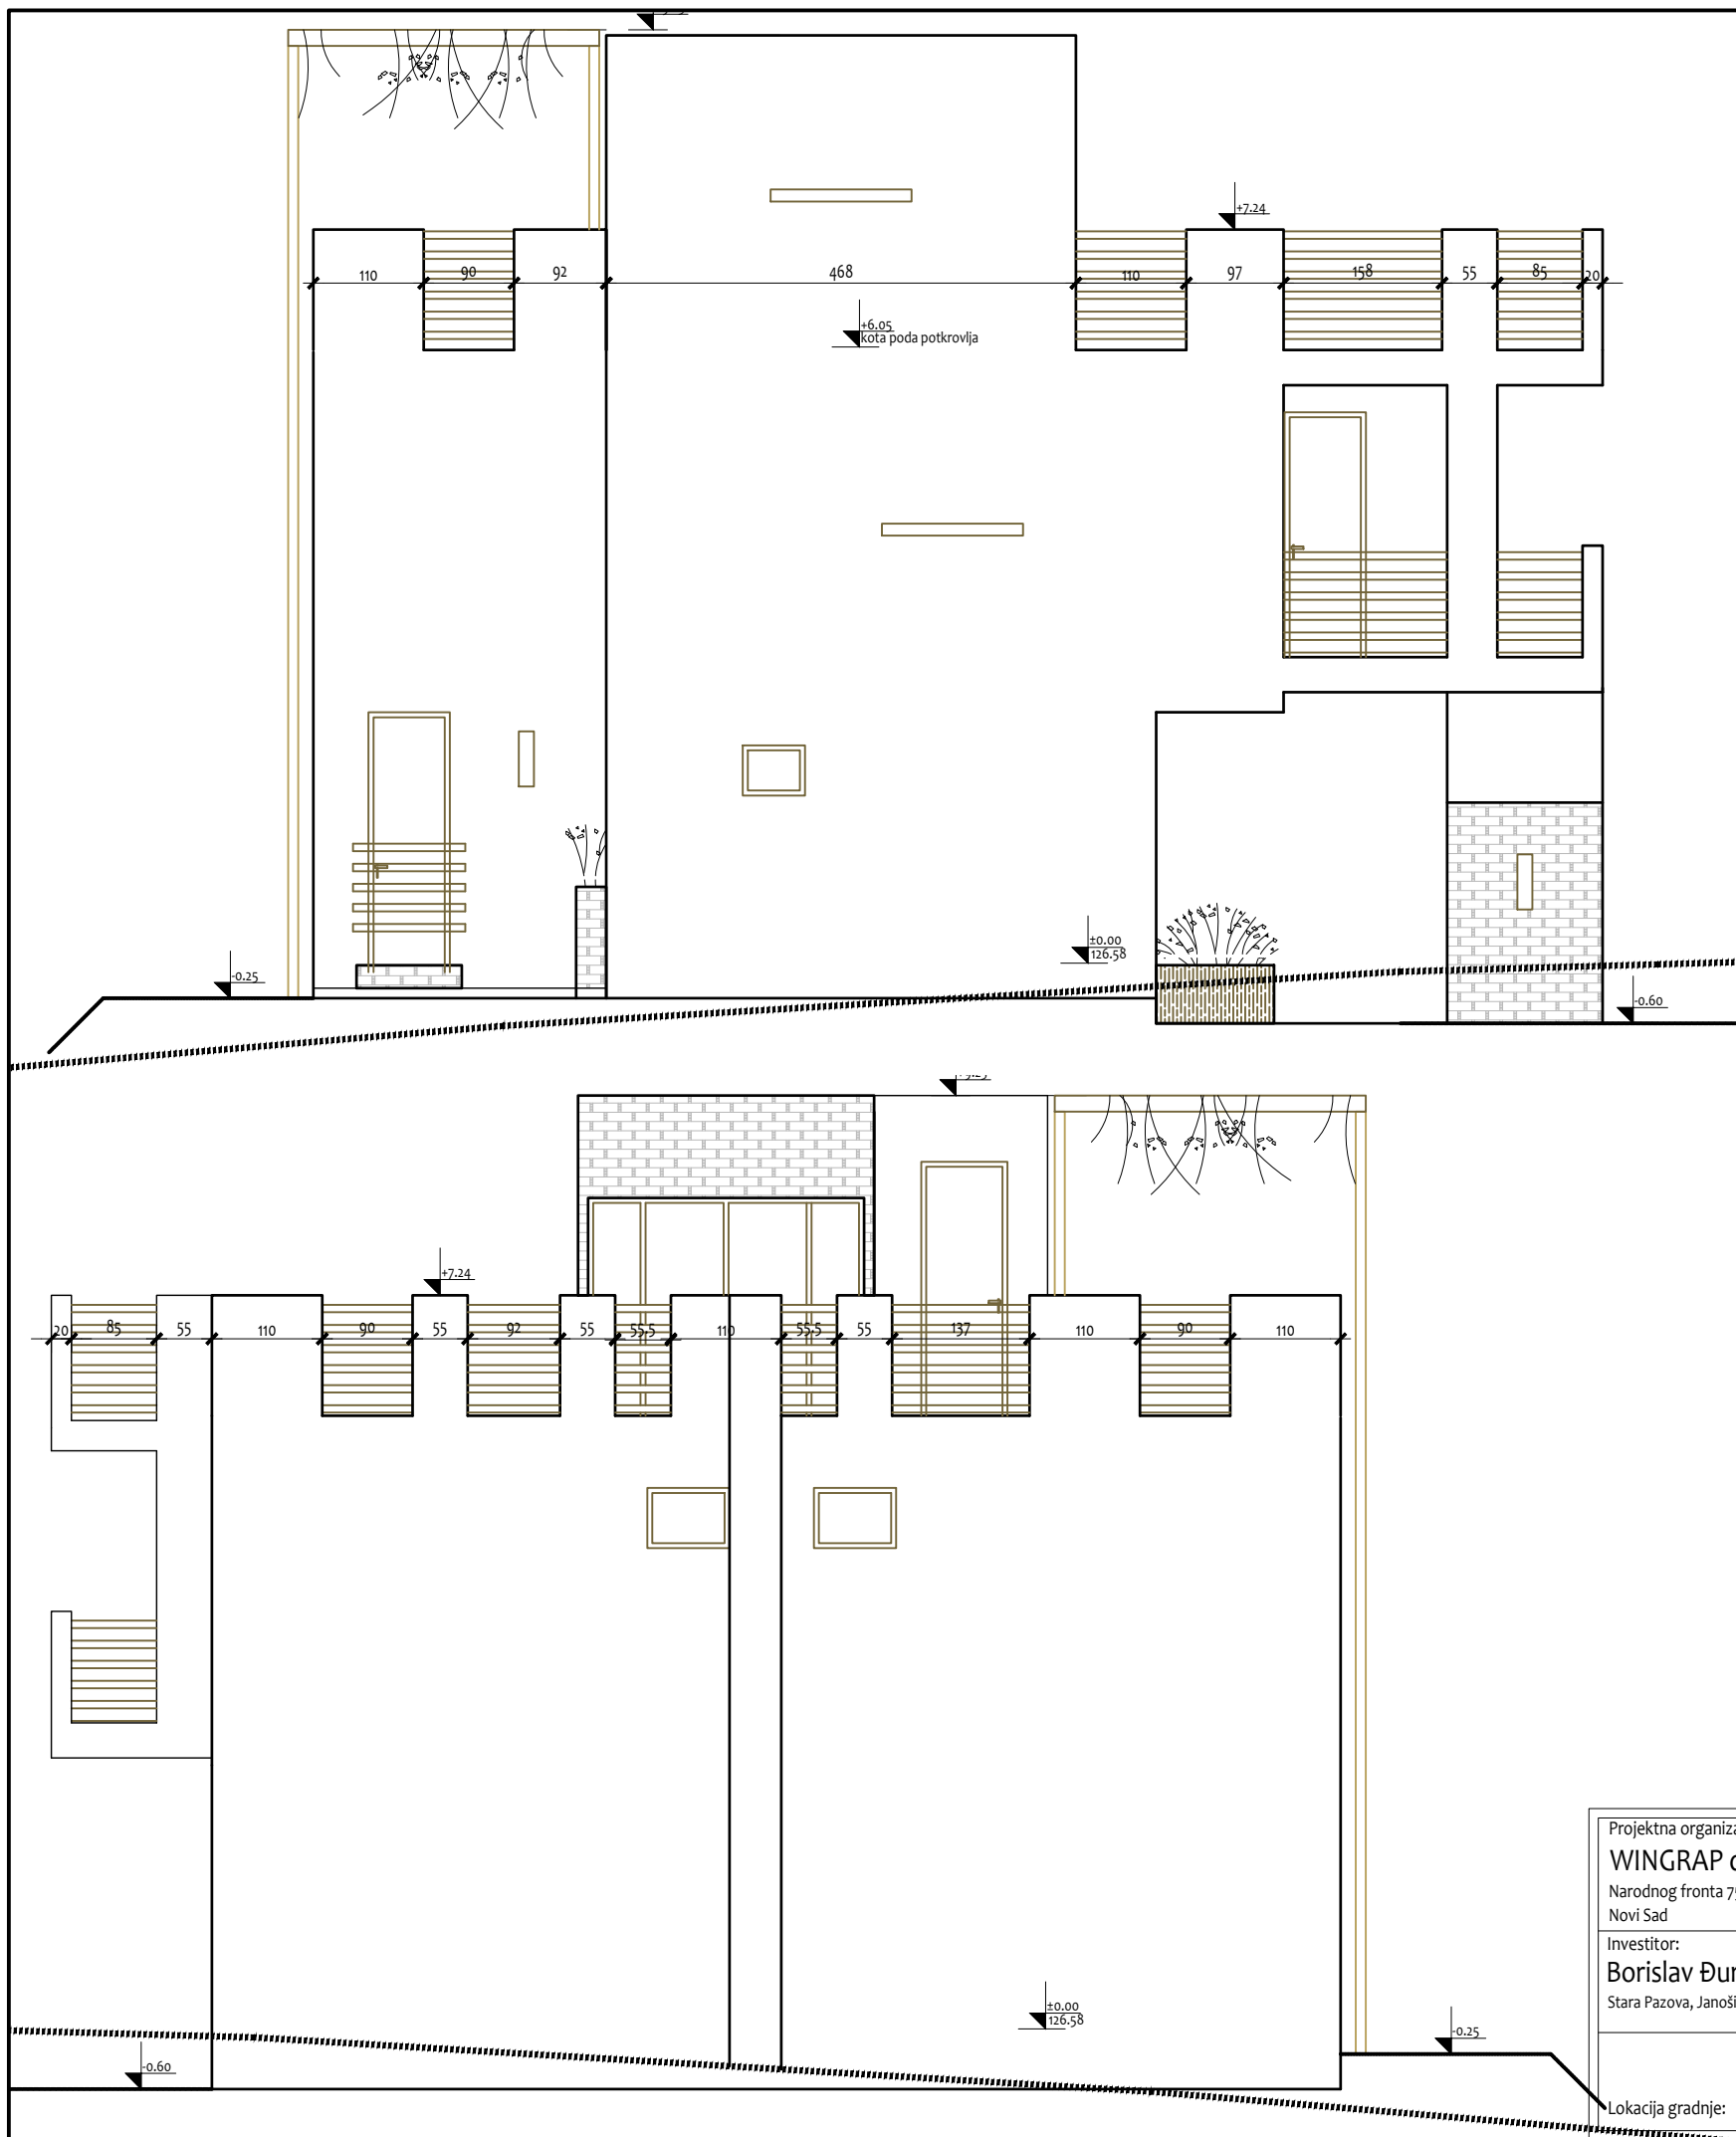 +7.24
110 90 92 468 110 97 158 55 85 20
+6.05
kota poda potkrovlja
±0.00
126.58
-0.25
-0.60
+7.24
20 85 55 110 90 55 92 55 55.5 110 55.5 55 137 110 90 110
Projektna organiza
WINGRAP
Narodnog fronta 7
Novi Sad
Investitor:
Borislav Đur
Stara Pazova, Janoši
±0.00
126.58
-0.25
-0.60
Lokacija gradnje: